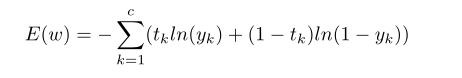 E(w) = −∑_{k=1}^{c}(t_k ln(y_k) + (1 − t_k)ln(1 − y_k))